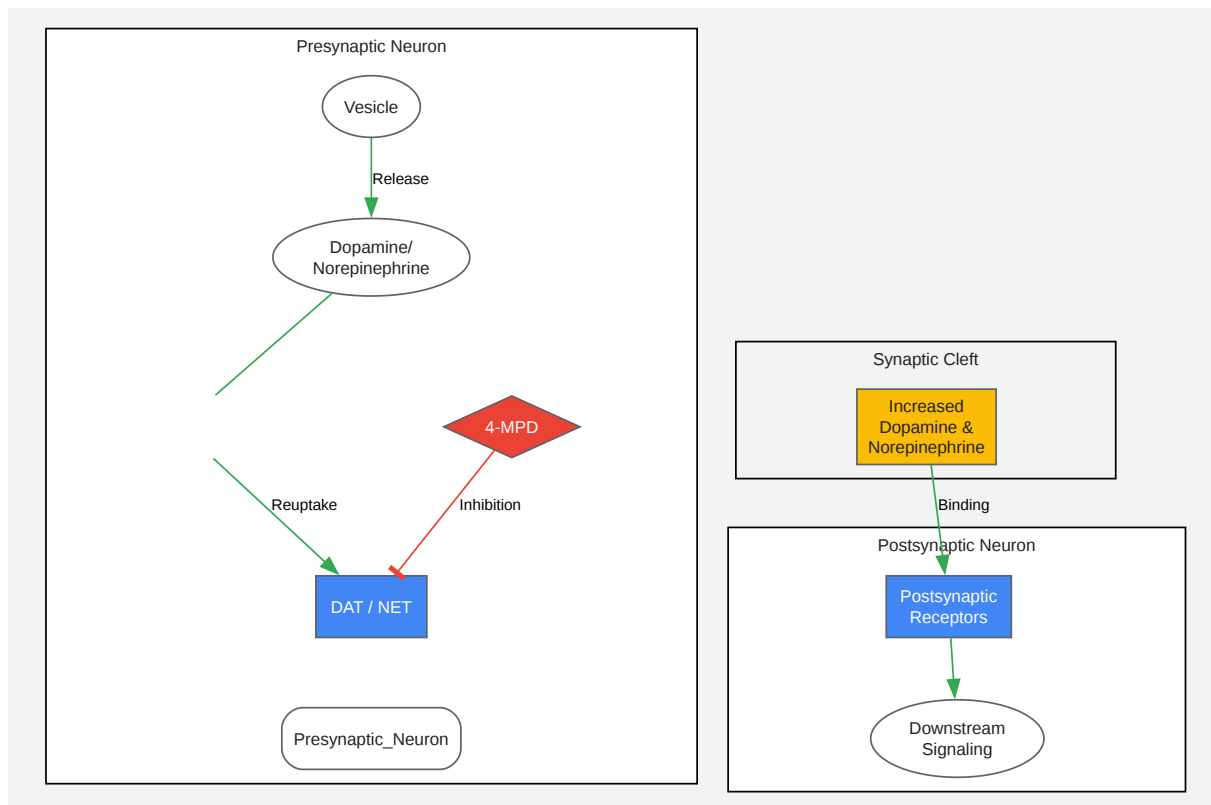 Presynaptic Neuron
Vesicle
Release
Dopamine/
Norepinephrine
4-MPD
Reuptake
Inhibition
DAT / NET
Presynaptic_Neuron
Synaptic Cleft
Increased
Dopamine &
Norepinephrine
Binding
Postsynaptic Neuron
Postsynaptic
Receptors
Downstream
Signaling